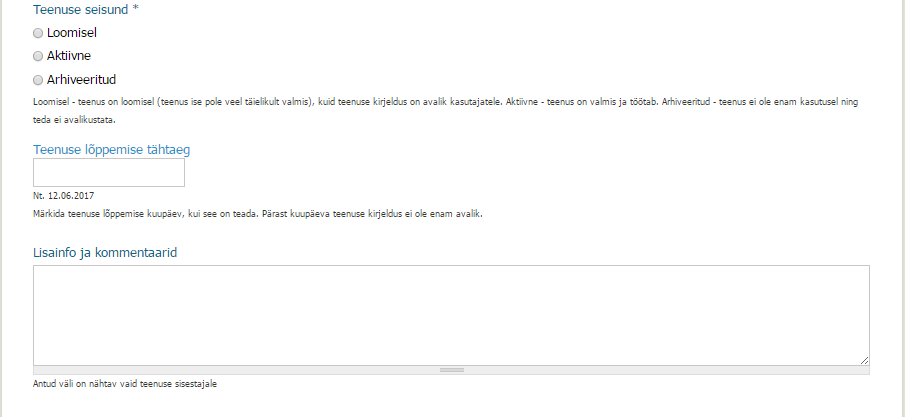 Teenuse seisund *
Loomisel
Aktiivne
Arhiveeritud
Loomisel - teenus on loomisel (teenus ise pole veel täielikult valmis), kuid teenuse kirjeldus on avalik kasutajatele. Aktiivne - teenus on valmis ja töötab. Arhiveeritud - teenus ei ole enam kasutusel ning
teda ei avalikustata.
Teenuse lõppemise tähtaeg
Nt. 12.06.2017
Märkida teenuse lõppemise kuupäev, kui see on teada. Pärast kuupäeva teenuse kirjeldus ei ole enam avalik.
Lisainfo ja kommentaarid
Antud väli on nähtav vaid teenuse sisestajale